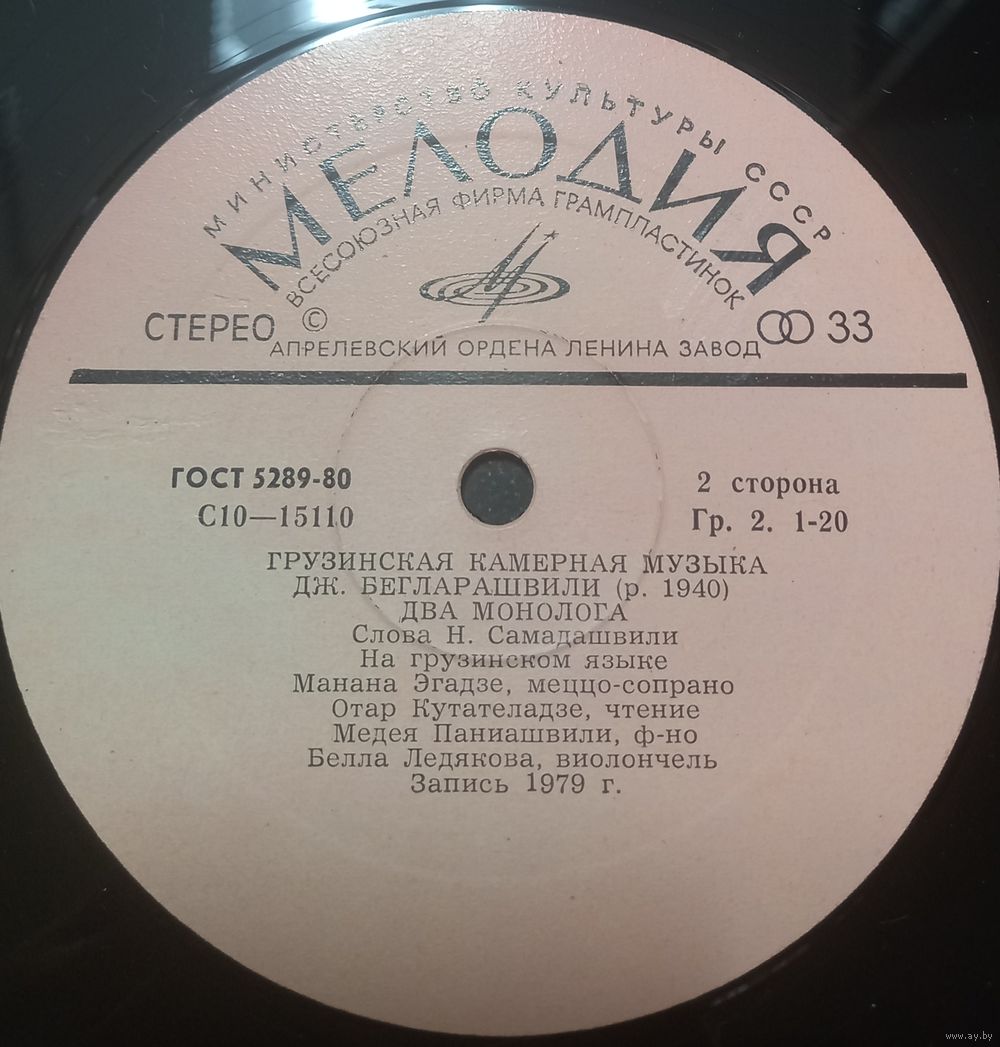 МИНИСТЕРСТВО КУЛЬТУРЫ СССР
МЕЛОДИЯ
ВСЕСОЮЗНАЯ ФИРМА ГРАМПЛАСТИНОК
СТЕРЕО © 33
АПРЕЛЕВСКИЙ ОРДЕНА ЛЕНИНА ЗАВОД
ГОСТ 5289-80 2 сторона
С10—15110 Гр. 2. 1-20
ГРУЗИНСКАЯ КАМЕРНАЯ МУЗЫКА
ДЖ. БЕГЛАРАШВИЛИ (р. 1940)
ДВА МОНОЛОГА
Слова Н. Самадашвили
На грузинском языке
Манана Эгадзе, меццо-сопрано
Отар Кутателадзе, чтение
Медея Паниашвили, ф-но
Белла Ледякова, виолончель
Запись 1979 г.
www.ay.by